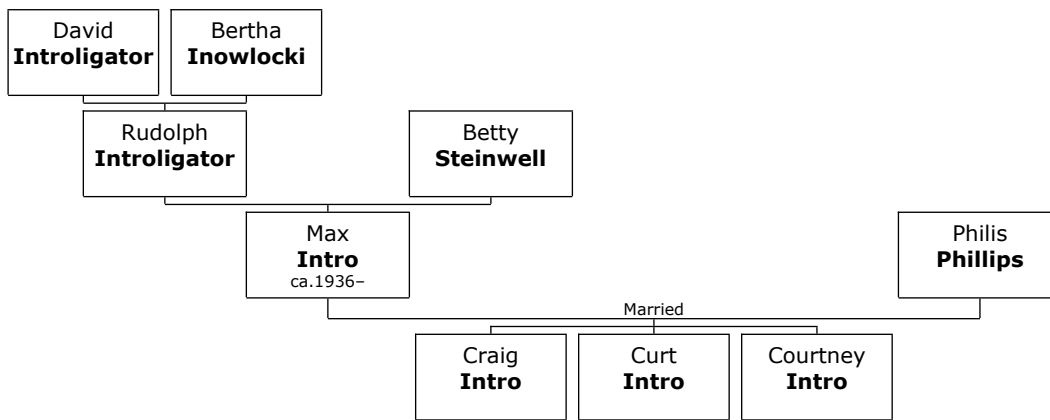 David
Introligator
Bertha
Inowlocki
Rudolph
Introligator
Betty
Steinwell
Max
Intro
ca.1936–
Philis
Phillips
Married
Craig
Intro
Curt
Intro
Courtney
Intro